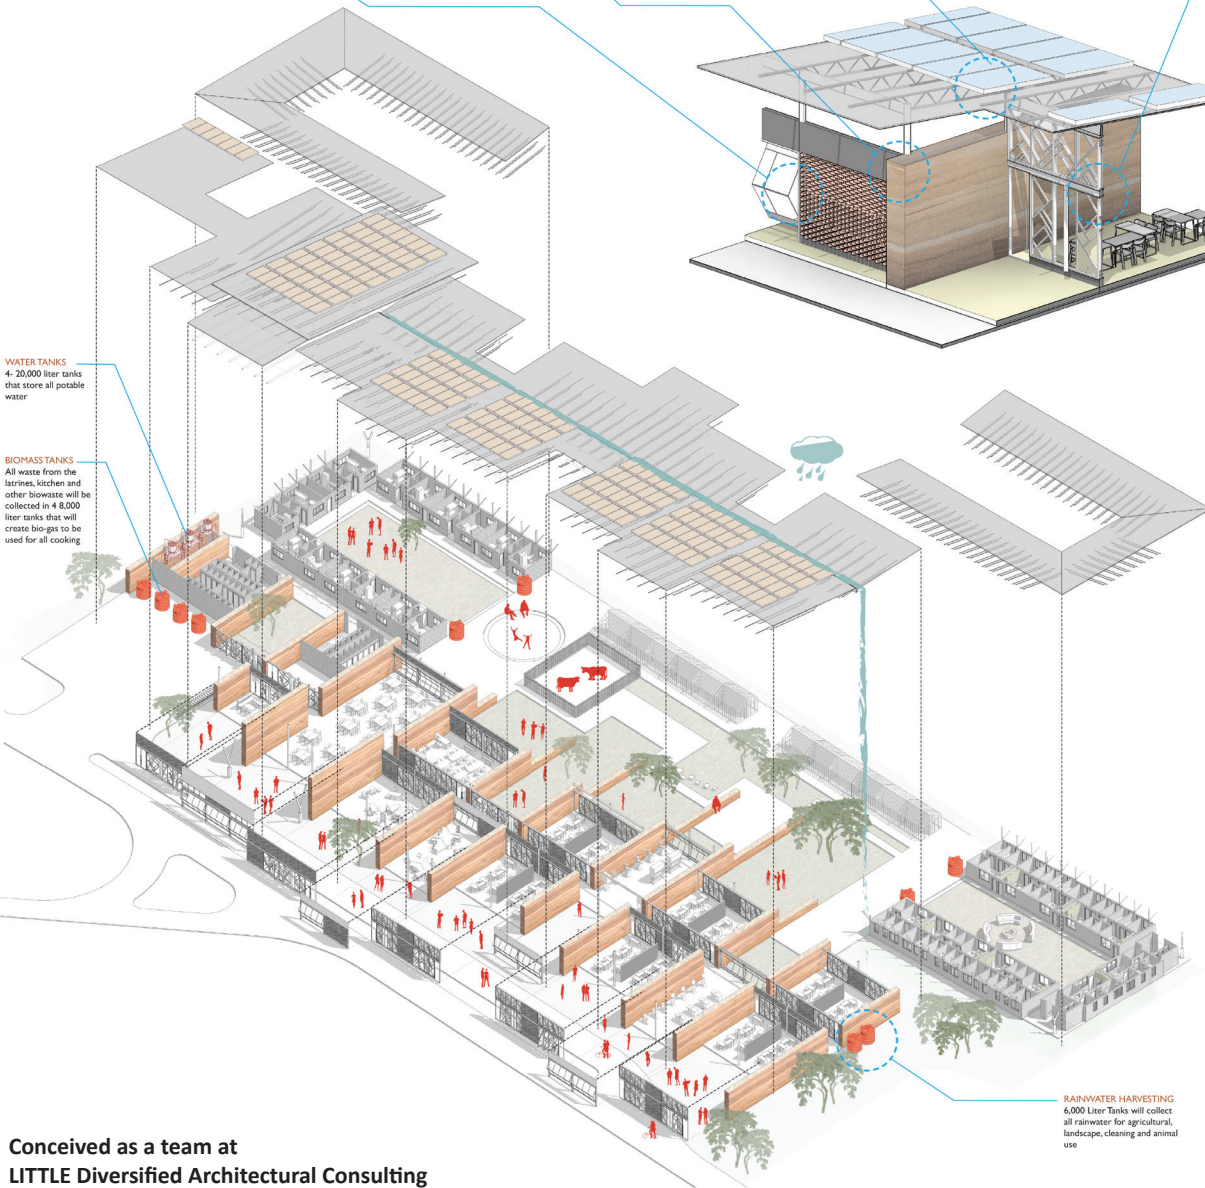 WATER TANKS
4- 20,000 liter tanks
that store all potable
water
BIOMASS TANKS
All waste from the
latrines, kitchen and
other biowaste will be
collected in 4 8,000
liter tanks that will
create bio-gas to be
used for all cooking
RAINWATER HARVESTING
6,000 Liter Tanks will collect
all rainwater for agricultural,
landscape, cleaning and animal
use
Conceived as a team at
LITTLE Diversified Architectural Consulting